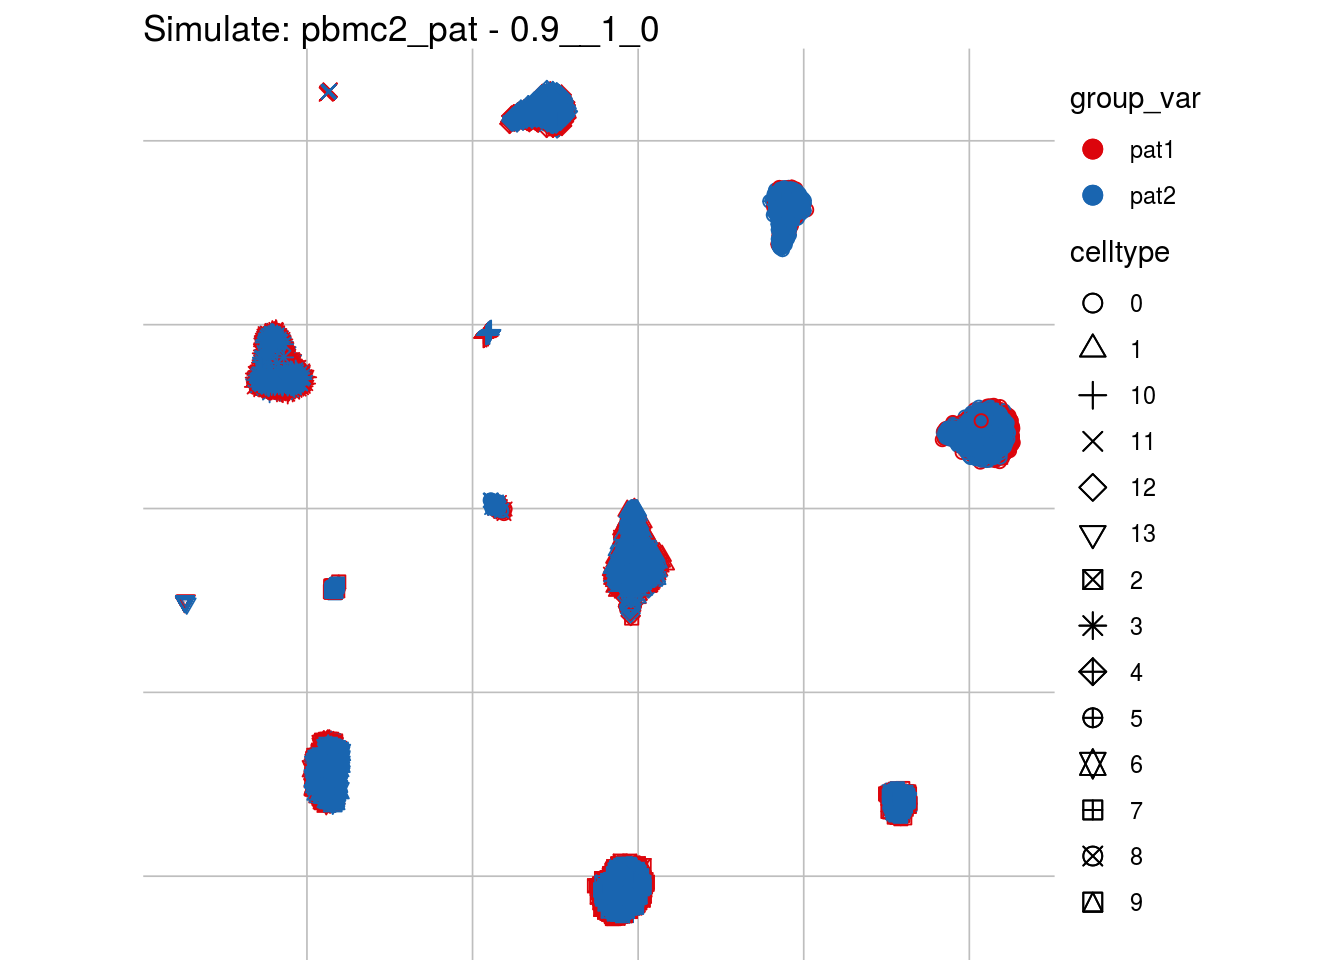 Simulate: pbmc2_pat - 0.9__1_0
group_var
pat1
pat2
celltype
0
1
10
11
12
13
2
3
4
5
6
7
8
9